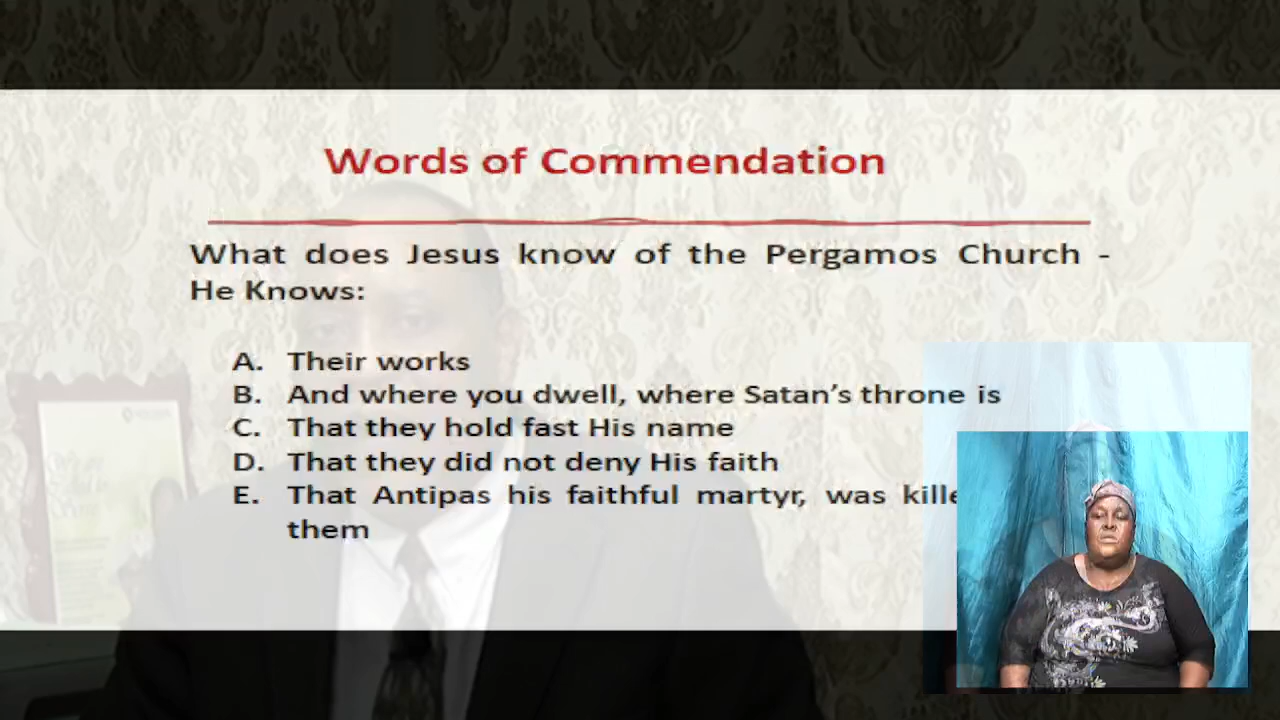 Words of Commendation
What does Jesus know of the Pergamos Church -
He Knows:
A. Their works
B. And where you dwell, where Satan's throne is
C. That they hold fast His name
D. That they did not deny His faith
E. That Antipas his faithful martyr, was
them